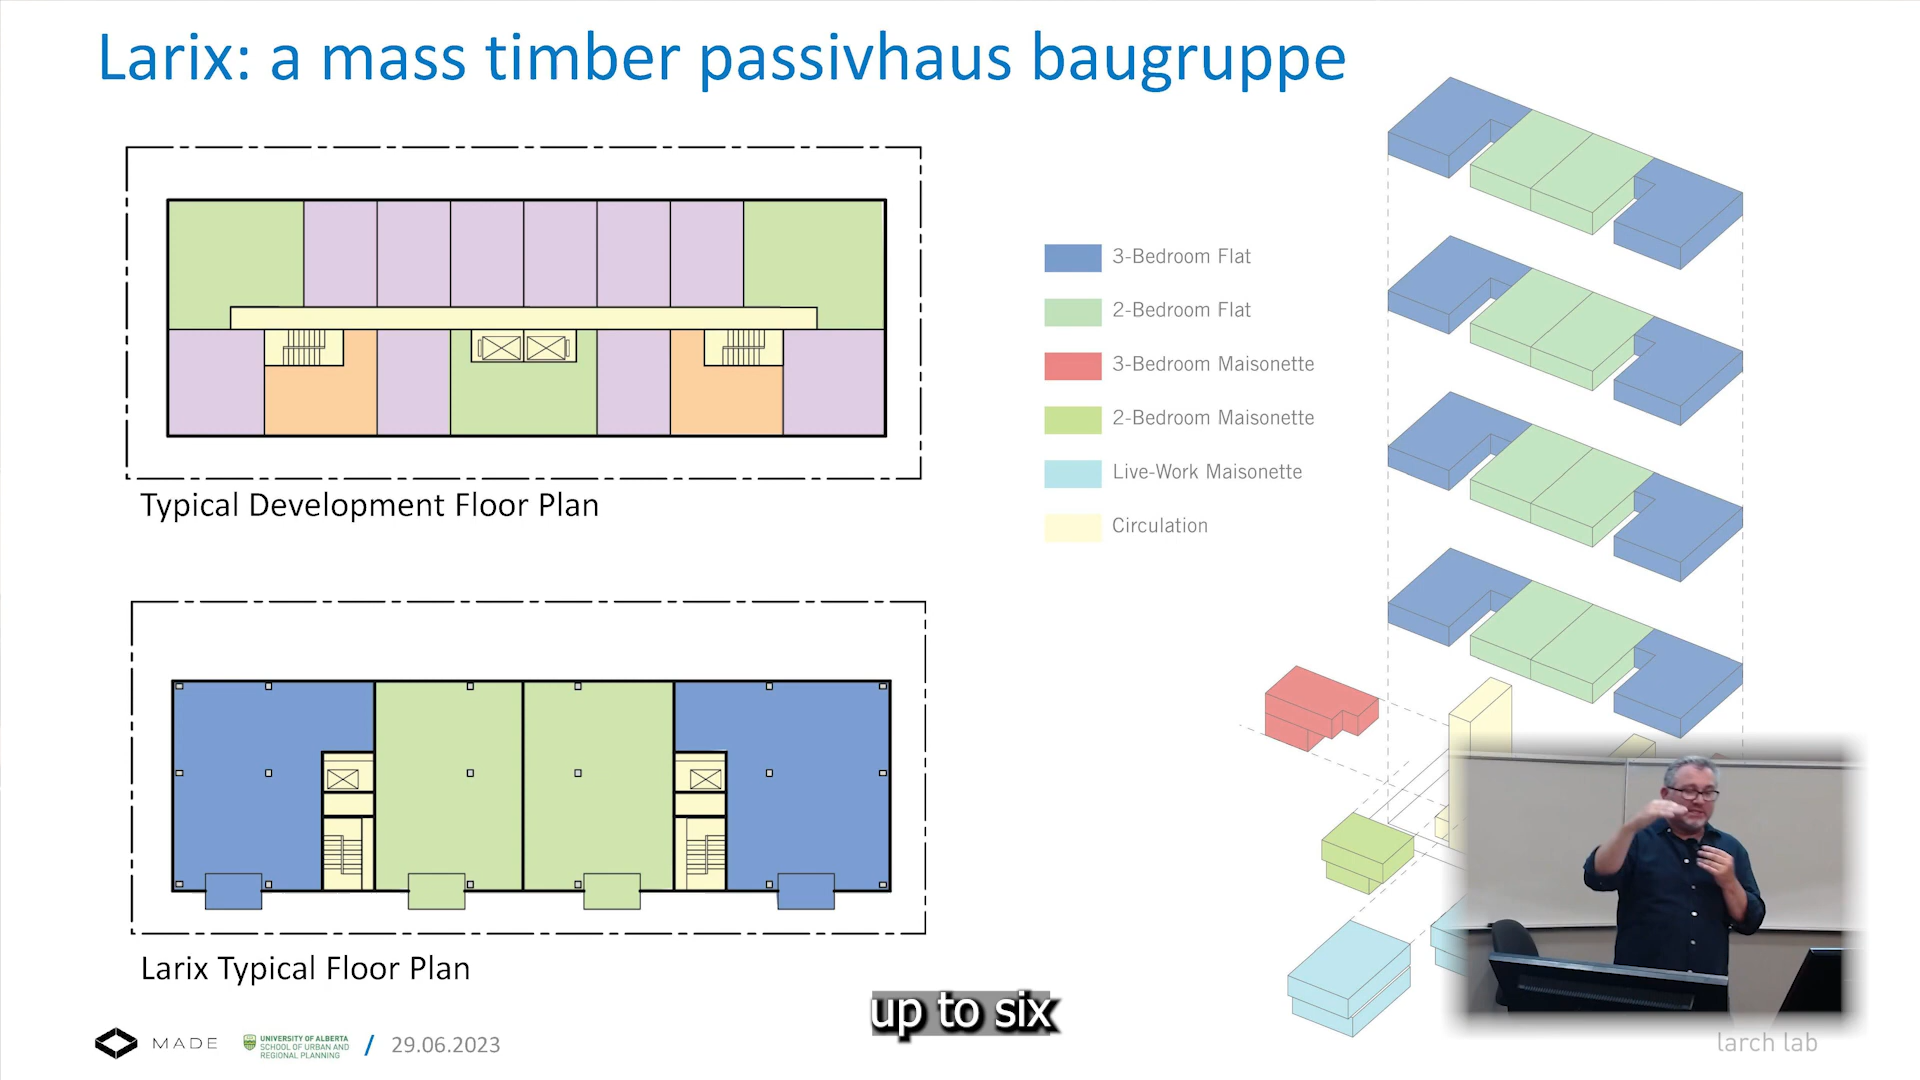 Larix: a mass timber passivhaus baugruppe
Typical Development Floor Plan
3-Bedroom Flat
2-Bedroom Flat
3-Bedroom Maisonette
2-Bedroom Maisonette
Live-Work Maisonette
Circulation
Larix Typical Floor Plan
up to six
MADE
UNIVERSITY OF ALBERTA
SCHOOL OF URBAN AND
REGIONAL PLANNING
/ 29.06.2023
larch lab